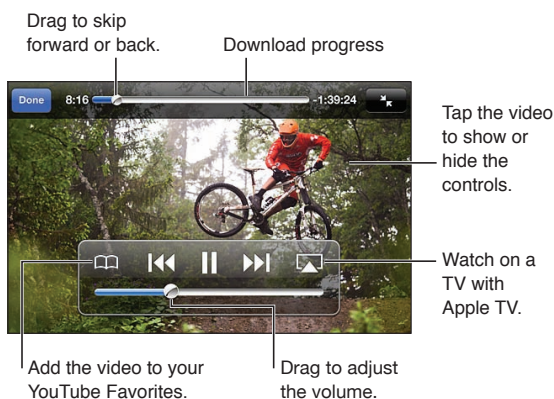 Drag to skip
forward or back.
Download progress
Done
8:16
-1:39:24
Tap the video
to show or
hide the
controls.
Watch on a
TV with
Apple TV.
Add the video to your
YouTube Favorites.
Drag to adjust
the volume.